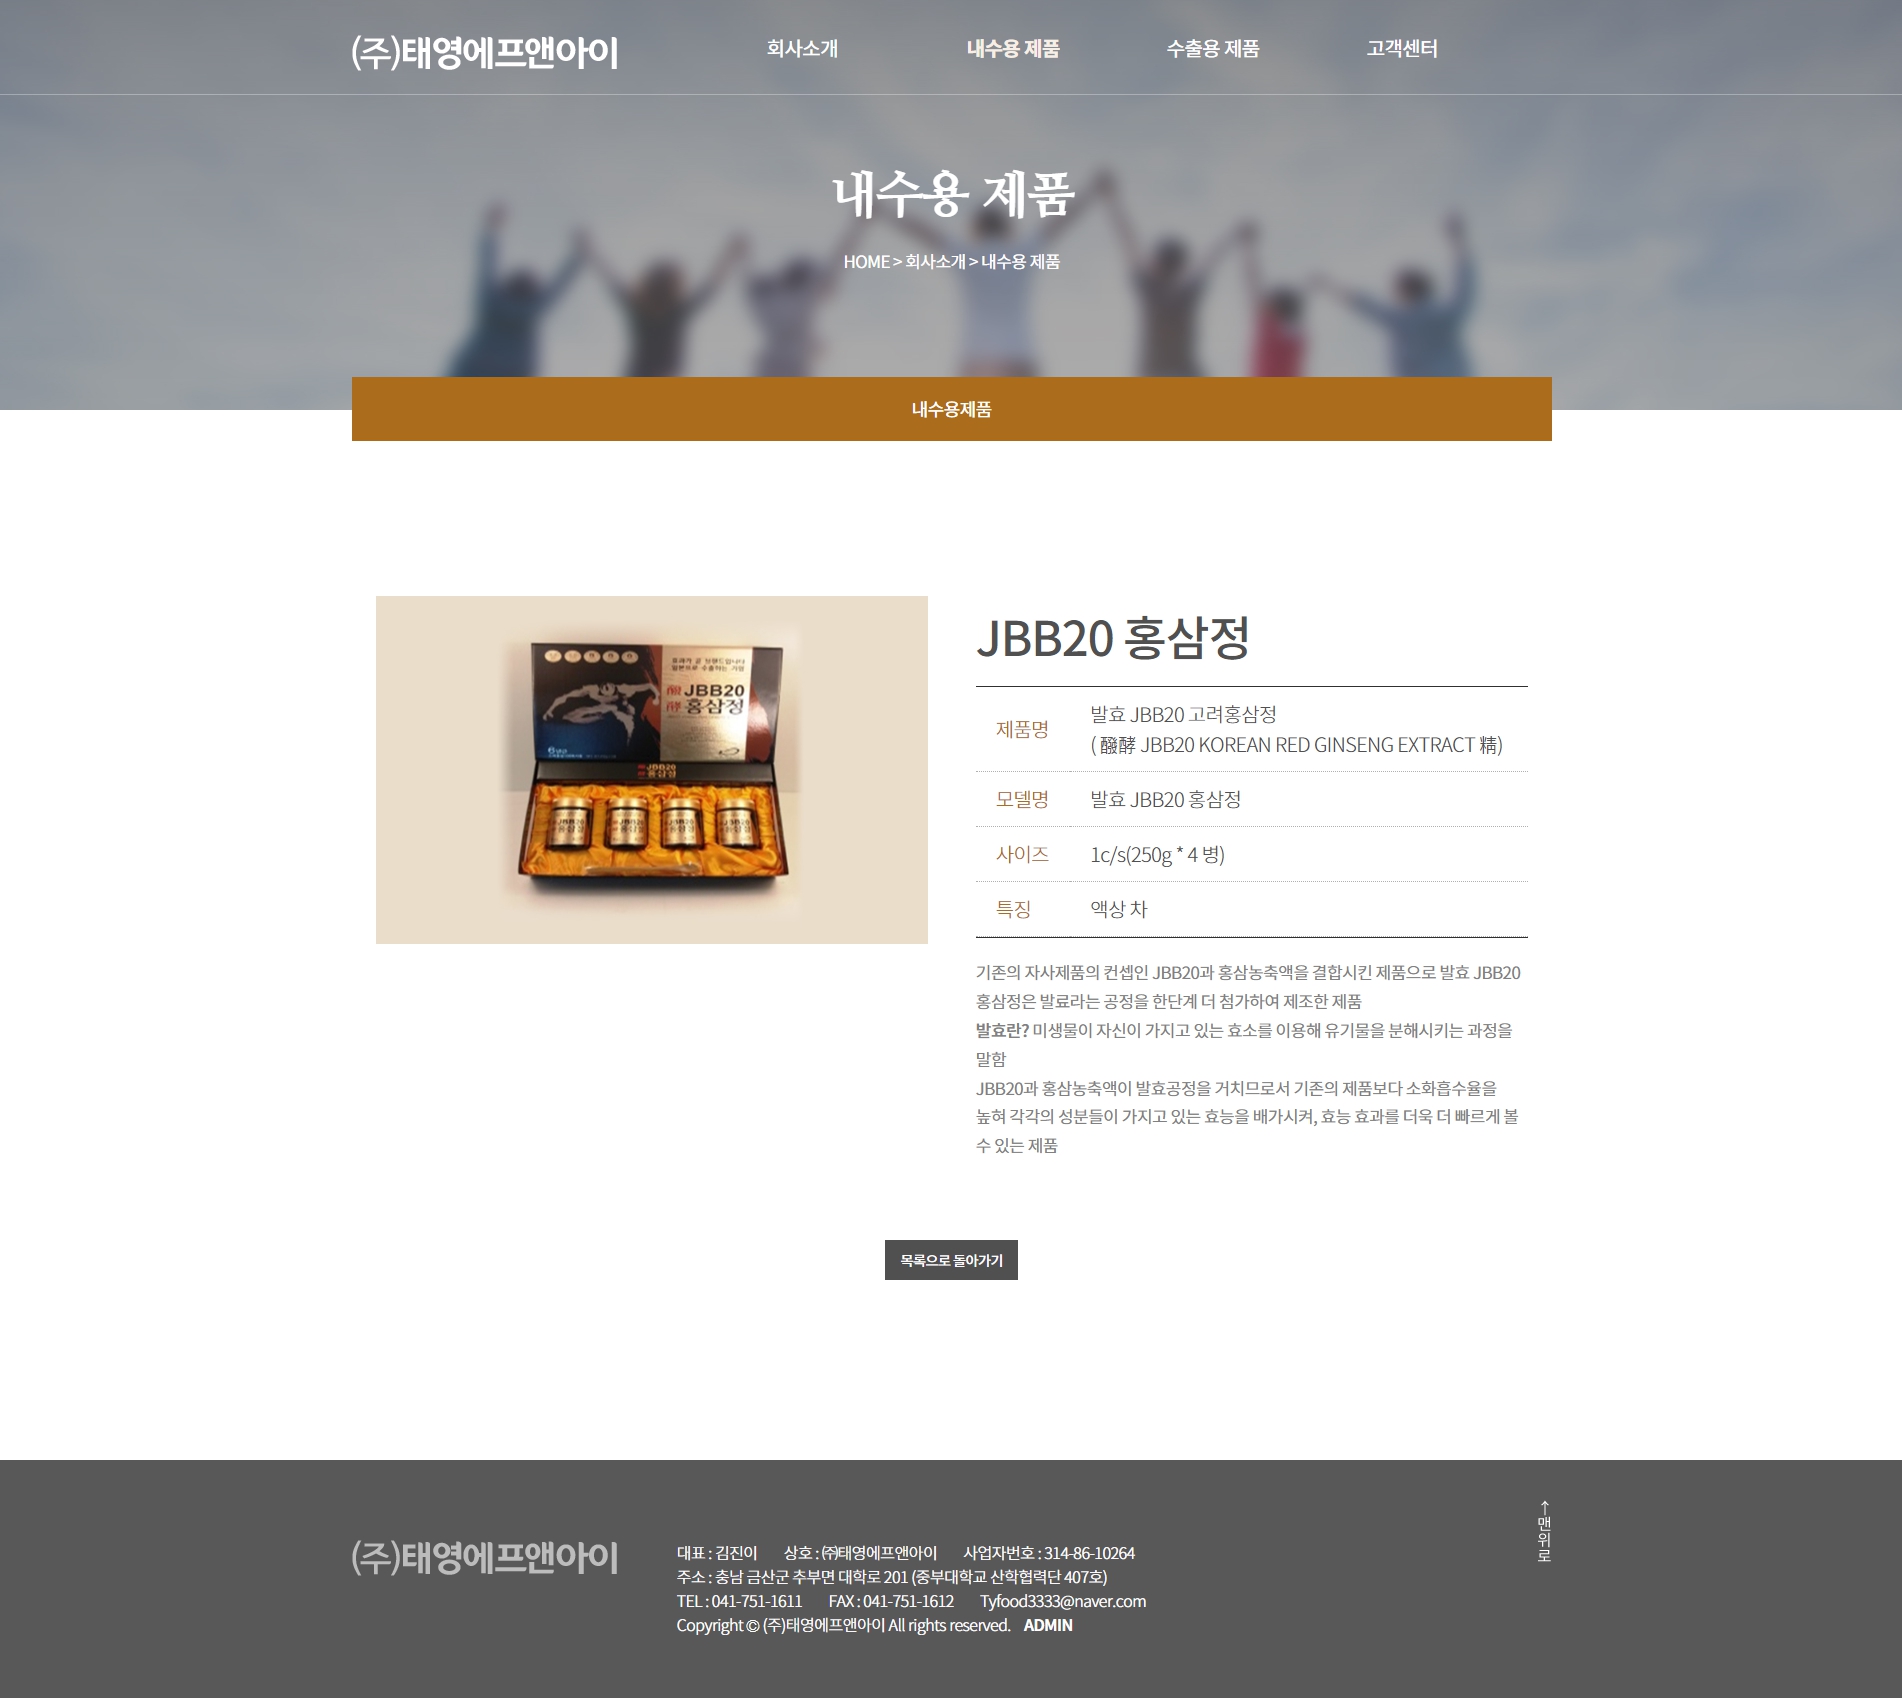 (주)태영에프앤아이
회사소개
내수용 제품
수출용 제품
고객센터
내수용 제품
HOME > 회사소개 > 내수용 제품
내수용제품
JBB20
홍삼정
JBB20
홍삼정
JBB20 홍삼정
제품명
발효 JBB20 고려홍삼정
( 醱酵 JBB20 KOREAN RED GINSENG EXTRACT 精)
모델명 발효 JBB20 홍삼정
사이즈 1c/s(250g * 4 병)
특징 액상 차
기존의 자사제품의 컨셉인 JBB20과 홍삼농축액을 결합시킨 제품으로 발효 JBB20
홍삼정은 발료라는 공정을 한단계 더 첨가하여 제조한 제품
발효란? 미생물이 자신이 가지고 있는 효소를 이용해 유기물을 분해시키는 과정을
말함
JBB20과 홍삼농축액이 발효공정을 거치므로서 기존의 제품보다 소화흡수율을
높혀 각각의 성분들이 가지고 있는 효능을 배가시켜, 효능 효과를 더욱 더 빠르게 볼
수 있는 제품
목록으로 돌아가기
(주)태영에프앤아이
대표 : 김진이 상호 : ㈜태영에프앤아이 사업자번호 : 314-86-10264
주소 : 충남 금산군 추부면 대학로 201 (중부대학교 산학협력단 407호)
TEL : 041-751-1611 FAX : 041-751-1612 Tyfood3333@naver.com
Copyright © (주)태영에프앤아이 All rights reserved. ADMIN
↑맨위로